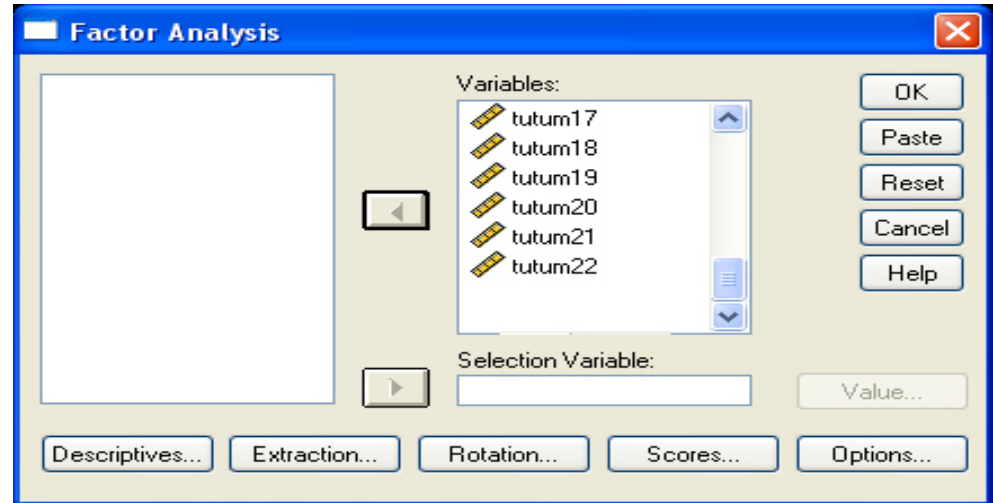 Factor Analysis
Variables:
tutum17
tutum18
tutum19
tutum20
tutum21
tutum22
OK
Paste
Reset
Cancel
Help
Selection Variable:
Value...
Descriptives... Extraction... Rotation... Scores... Options...